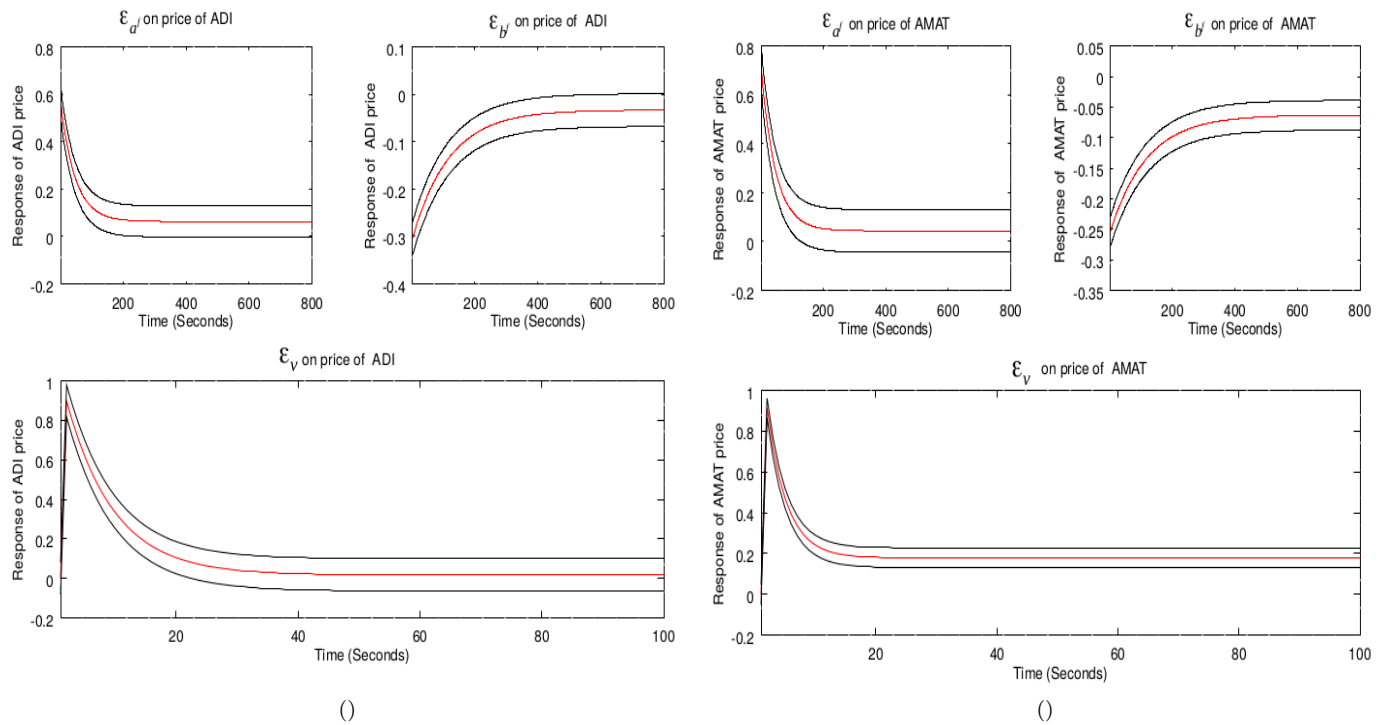 ε_{a^f} on price of ADI
Response of ADI price
0.8
0.6
0.4
0.2
0
-0.2
200 400 600 800
Time (Seconds)
ε_{b^f} on price of ADI
Response of ADI price
0.1
0
-0.1
-0.2
-0.3
-0.4
200 400 600 800
Time (Seconds)
ε_v on price of ADI
Response of ADI price
1
0.8
0.6
0.4
0.2
0
-0.2
20 40 60 80 100
Time (Seconds)
()
ε_{a^f} on price of AMAT
Response of AMAT price
0.8
0.6
0.4
0.2
0
-0.2
200 400 600 800
Time (Seconds)
ε_{b^f} on price of AMAT
Response of AMAT price
0.05
0
-0.05
-0.1
-0.15
-0.2
-0.25
-0.3
-0.35
200 400 600 800
Time (Seconds)
ε_v on price of AMAT
Response of AMAT price
1
0.8
0.6
0.4
0.2
0
-0.2
20 40 60 80 100
Time (Seconds)
()